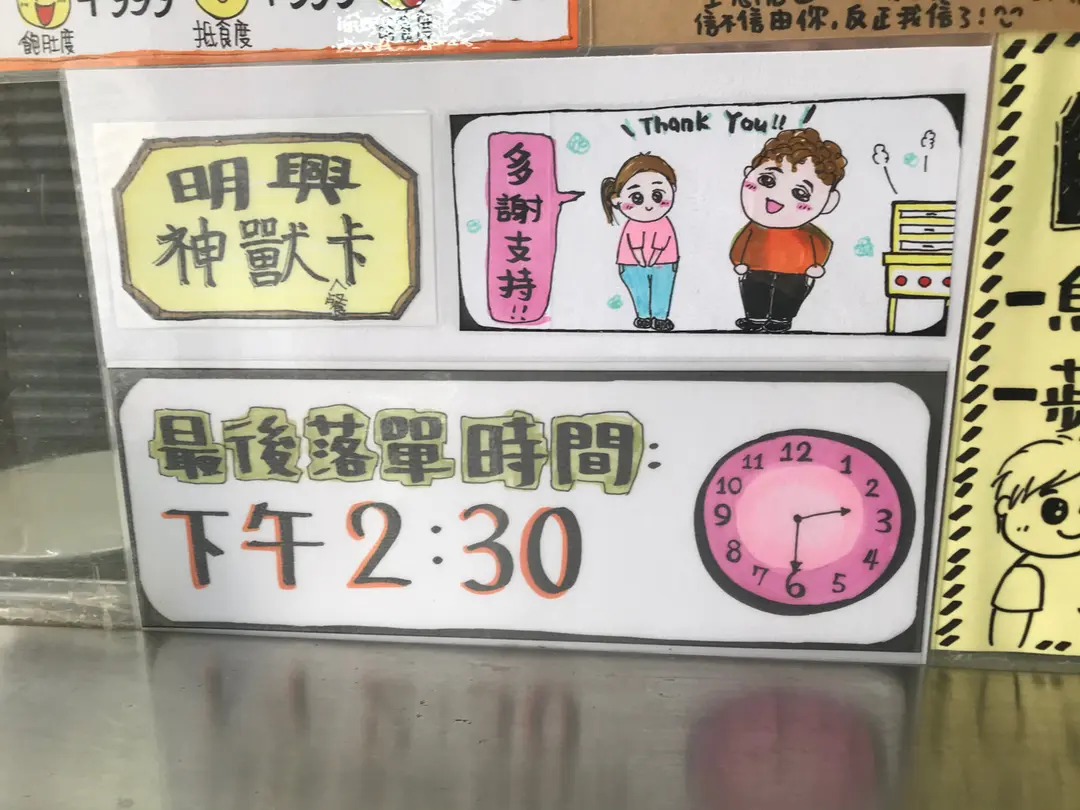 飽肚度
抵食度
信不信由你,反正我信了!
明興
神獸卡
餐
Thank You!!
多謝支持!!
最後落單時間:
下午 2:30
12
1
2
3
4
5
6
7
8
9
10
11